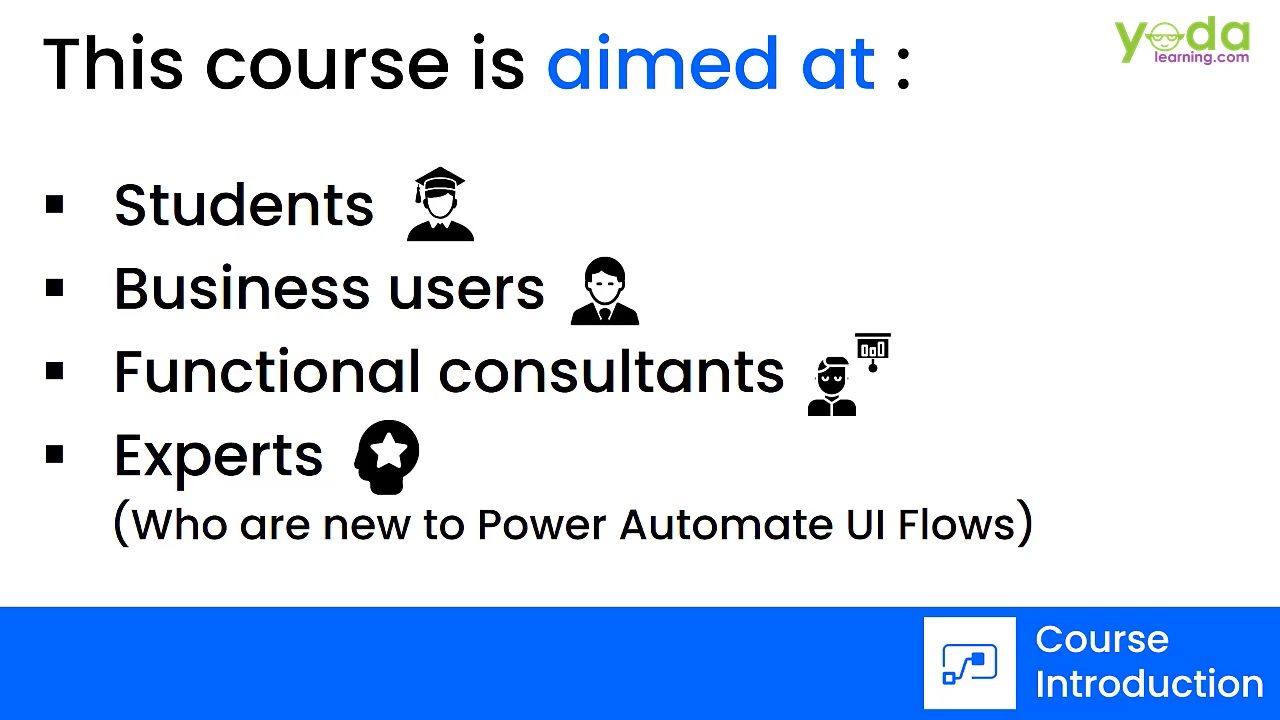 This course is aimed at :
yoda
learning.com
▪ Students
▪ Business users
▪ Functional consultants
▪ Experts
(Who are new to Power Automate UI Flows)
Course
Introduction